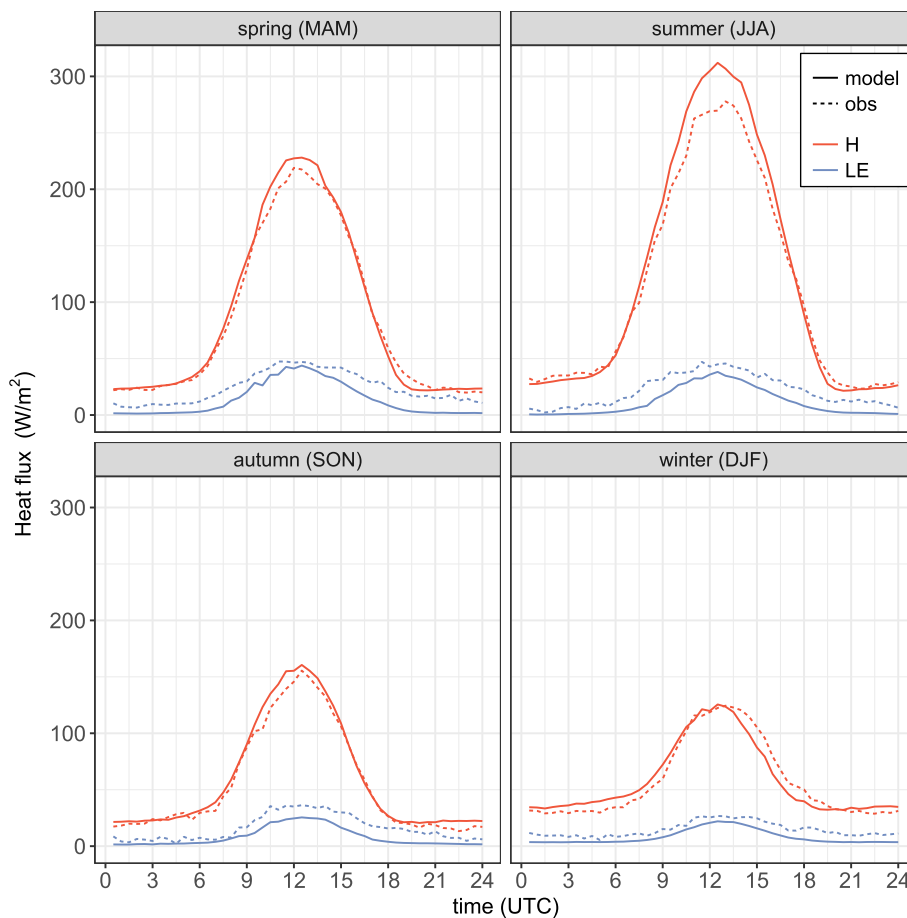 spring (MAM)
summer (JJA)
300
200
100
0
model
obs
H
LE
Heat flux (W/m²)
autumn (SON)
winter (DJF)
300
200
100
0
0 3 6 9 12 15 18 21 24
0 3 6 9 12 15 18 21 24
time (UTC)